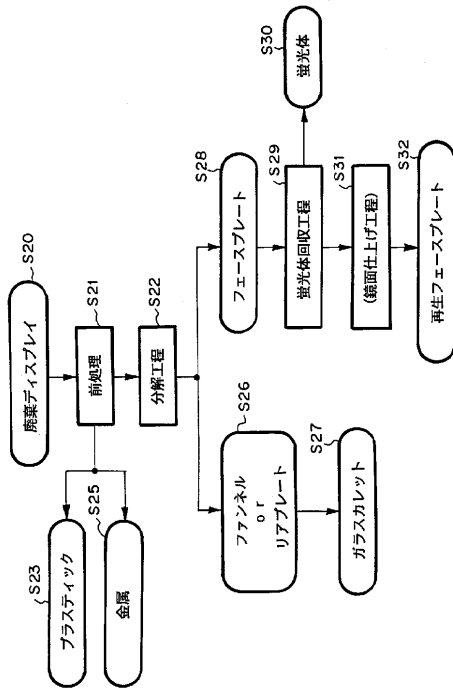 廃棄ディスプレイ
S20
前処理
S21
分解工程
S22
プラスティック
S23
金属
S25
ファンネル
or
リアプレート
S26
ガラスカレット
S27
フェースプレート
S28
蛍光体回収工程
S29
蛍光体
S30
(鏡面仕上げ工程)
S31
再生フェースプレート
S32